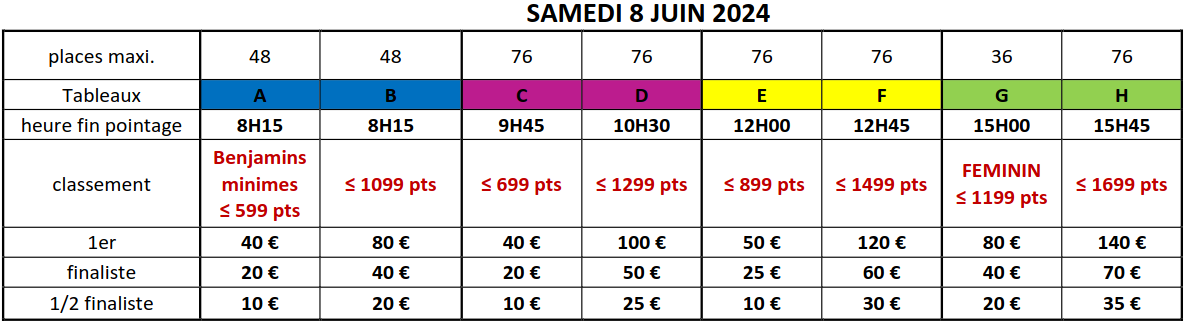 SAMEDI 8 JUIN 2024
places maxi. 48 48 76 76 76 76 36 76
Tableaux A B C D E F G H
heure fin pointage 8H15 8H15 9H45 10H30 12H00 12H45 15H00 15H45
classement Benjamins minimes ≤ 599 pts ≤ 1099 pts ≤ 699 pts ≤ 1299 pts ≤ 899 pts ≤ 1499 pts FEMININ ≤ 1199 pts ≤ 1699 pts
1er 40 € 80 € 40 € 100 € 50 € 120 € 80 € 140 €
finaliste 20 € 40 € 20 € 50 € 25 € 60 € 40 € 70 €
1/2 finaliste 10 € 20 € 10 € 25 € 10 € 30 € 20 € 35 €